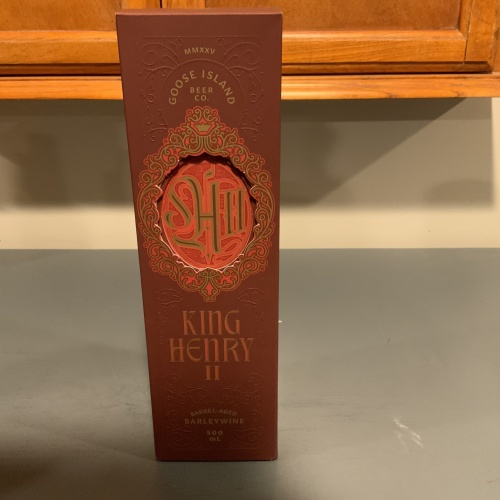 MMXXV
GOOSE ISLAND
BEER
CO.
KING
HENRY
II
BARREL-AGED
BARLEYWINE
500
mL